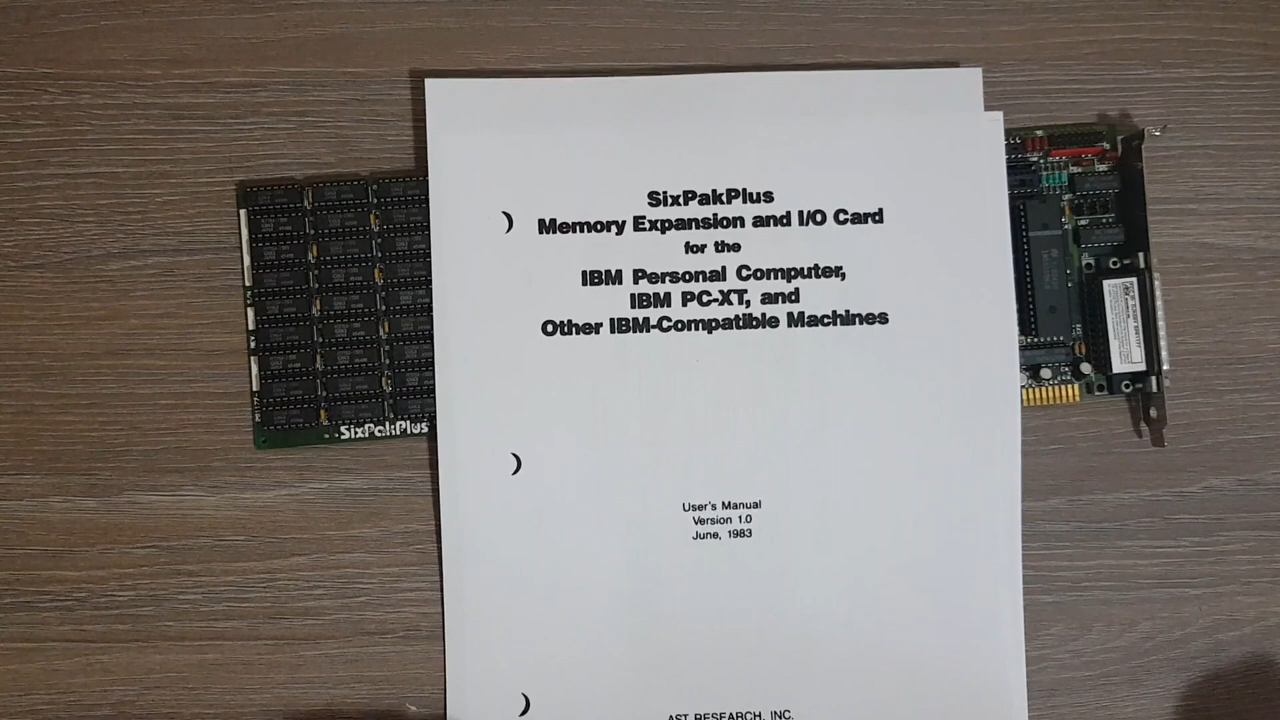 SixPakPlus
Memory Expansion and I/O Card
for the
IBM Personal Computer,
IBM PC-XT, and
Other IBM-Compatible Machines
User's Manual
Version 1.0
June, 1983
AST RESEARCH, INC.
SixPakPlus